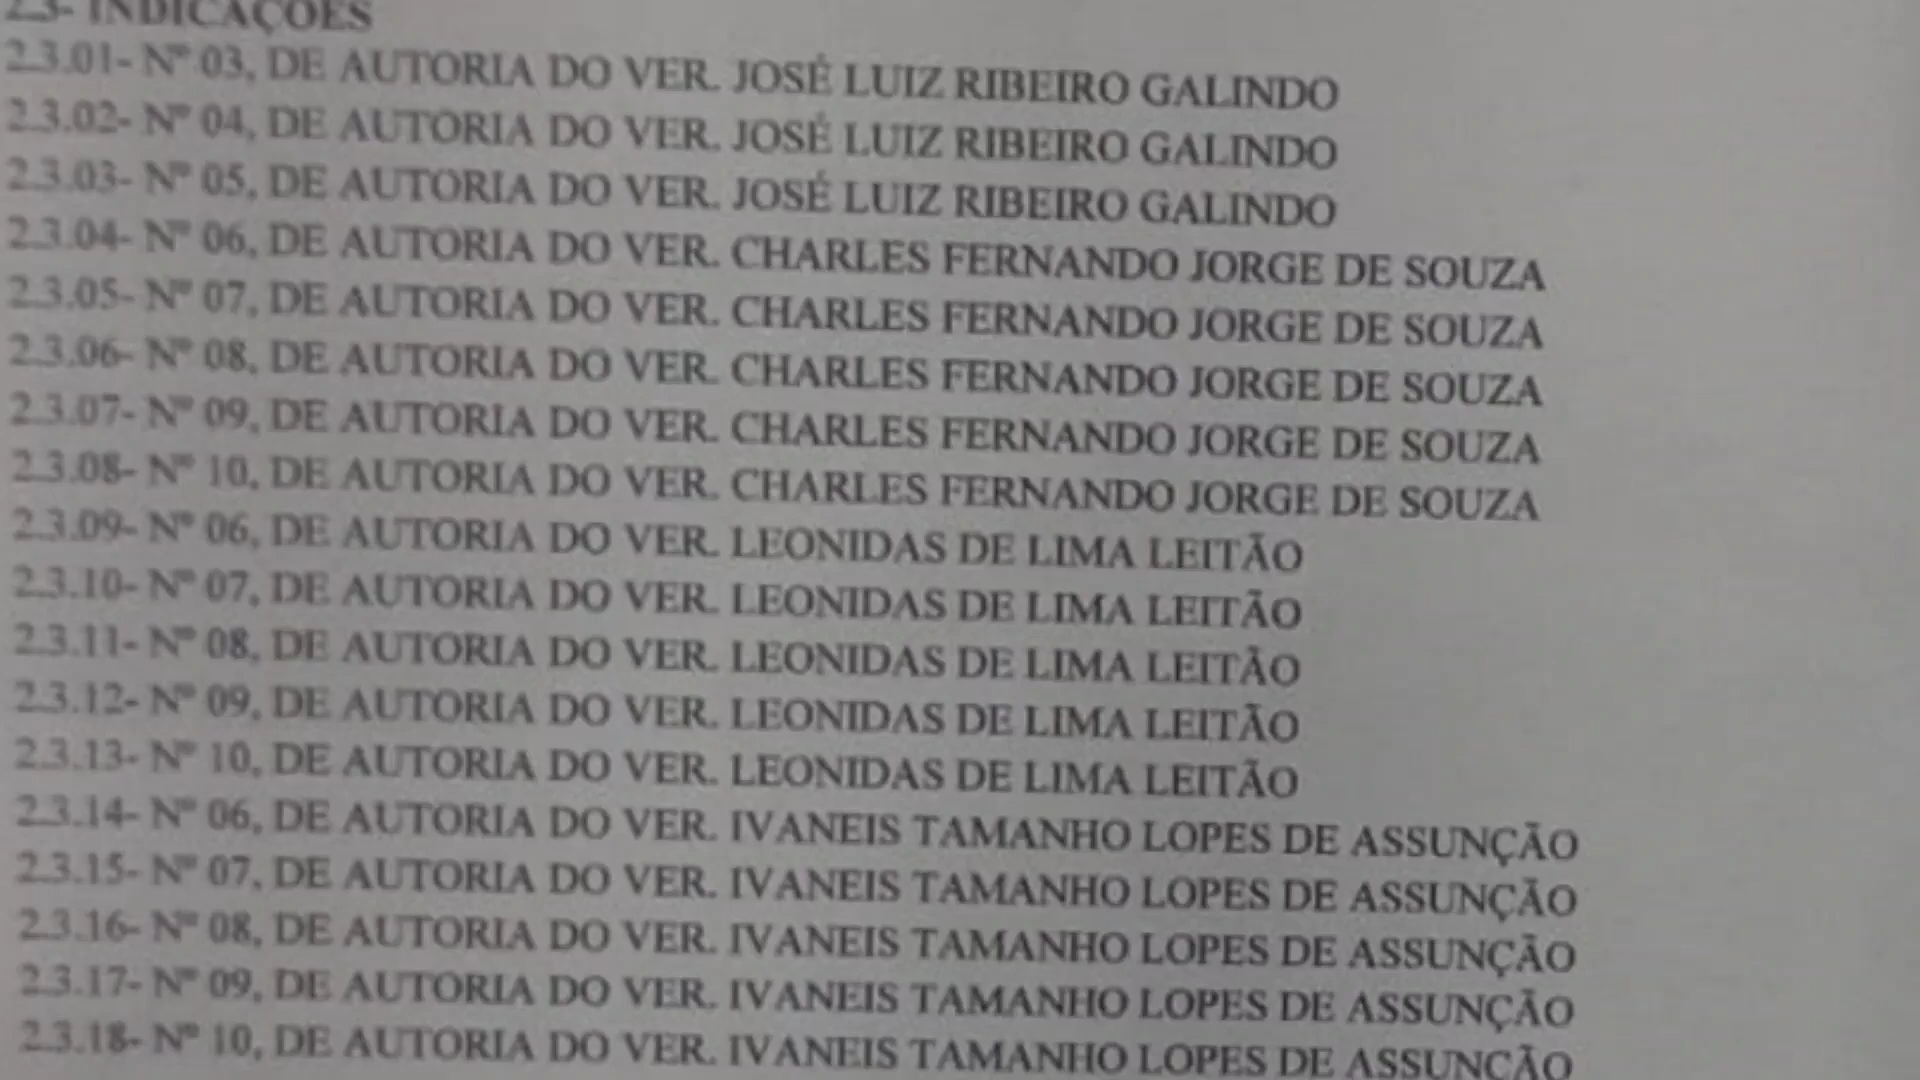 2.3- INDICAÇÕES
2.3.01- Nº 03, DE AUTORIA DO VER. JOSÉ LUIZ RIBEIRO GALINDO
2.3.02- Nº 04, DE AUTORIA DO VER. JOSÉ LUIZ RIBEIRO GALINDO
2.3.03- Nº 05, DE AUTORIA DO VER. JOSÉ LUIZ RIBEIRO GALINDO
2.3.04- Nº 06, DE AUTORIA DO VER. CHARLES FERNANDO JORGE DE SOUZA
2.3.05- Nº 07, DE AUTORIA DO VER. CHARLES FERNANDO JORGE DE SOUZA
2.3.06- Nº 08, DE AUTORIA DO VER. CHARLES FERNANDO JORGE DE SOUZA
2.3.07- Nº 09, DE AUTORIA DO VER. CHARLES FERNANDO JORGE DE SOUZA
2.3.08- Nº 10, DE AUTORIA DO VER. CHARLES FERNANDO JORGE DE SOUZA
2.3.09- Nº 06, DE AUTORIA DO VER. LEONIDAS DE LIMA LEITÃO
2.3.10- Nº 07, DE AUTORIA DO VER. LEONIDAS DE LIMA LEITÃO
2.3.11- Nº 08, DE AUTORIA DO VER. LEONIDAS DE LIMA LEITÃO
2.3.12- Nº 09, DE AUTORIA DO VER. LEONIDAS DE LIMA LEITÃO
2.3.13- Nº 10, DE AUTORIA DO VER. LEONIDAS DE LIMA LEITÃO
2.3.14- Nº 06, DE AUTORIA DO VER. IVANEIS TAMANHO LOPES DE ASSUNÇÃO
2.3.15- Nº 07, DE AUTORIA DO VER. IVANEIS TAMANHO LOPES DE ASSUNÇÃO
2.3.16- Nº 08, DE AUTORIA DO VER. IVANEIS TAMANHO LOPES DE ASSUNÇÃO
2.3.17- Nº 09, DE AUTORIA DO VER. IVANEIS TAMANHO LOPES DE ASSUNÇÃO
2.3.18- Nº 10, DE AUTORIA DO VER. IVANEIS TAMANHO LOPES DE ASSUNÇÃO